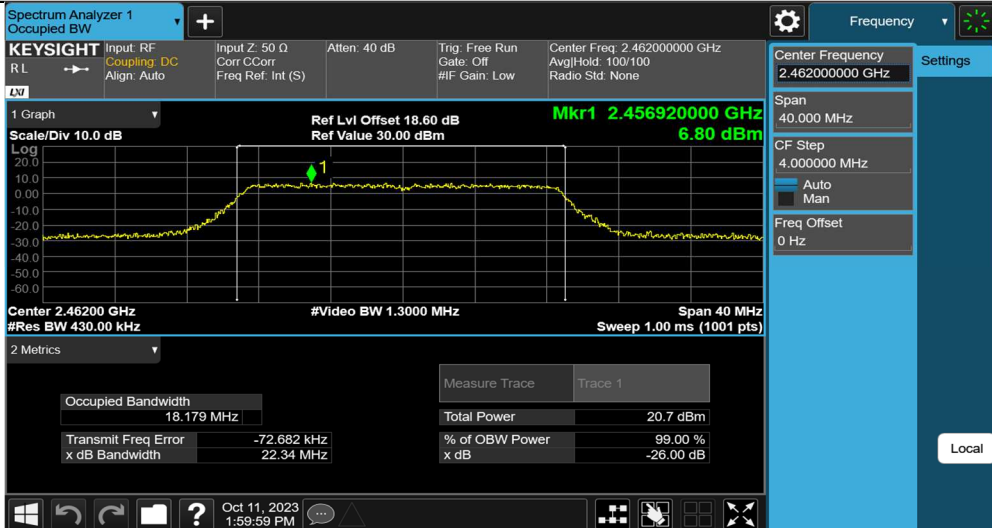 Spectrum Analyzer 1
Occupied BW
+
Frequency
KEYSIGHT
RL
LXI
Input: RF
Coupling: DC
Align: Auto
Input Z: 50 Ω
Corr CCorr
Freq Ref: Int (S)
Atten: 40 dB
Trig: Free Run
Gate: Off
#IF Gain: Low
Center Freq: 2.462000000 GHz
Avg|Hold: 100/100
Radio Std: None
1 Graph
Scale/Div 10.0 dB
Ref Lvl Offset 18.60 dB
Ref Value 30.00 dBm
Mkr1 2.456920000 GHz
6.80 dBm
Log
20.0
10.0
0.00
-10.0
-20.0
-30.0
-40.0
-50.0
-60.0
1
Center 2.46200 GHz
#Res BW 430.00 kHz
#Video BW 1.3000 MHz
Span 40 MHz
Sweep 1.00 ms (1001 pts)
2 Metrics
Measure Trace Trace 1
Occupied Bandwidth
18.179 MHz
Total Power 20.7 dBm
Transmit Freq Error -72.682 kHz
% of OBW Power 99.00 %
x dB Bandwidth 22.34 MHz
x dB -26.00 dB
Center Frequency
2.462000000 GHz
Span
40.000 MHz
CF Step
4.000000 MHz
Auto
Man
Freq Offset
0 Hz
Settings
Local
?
Oct 11, 2023
1:59:59 PM